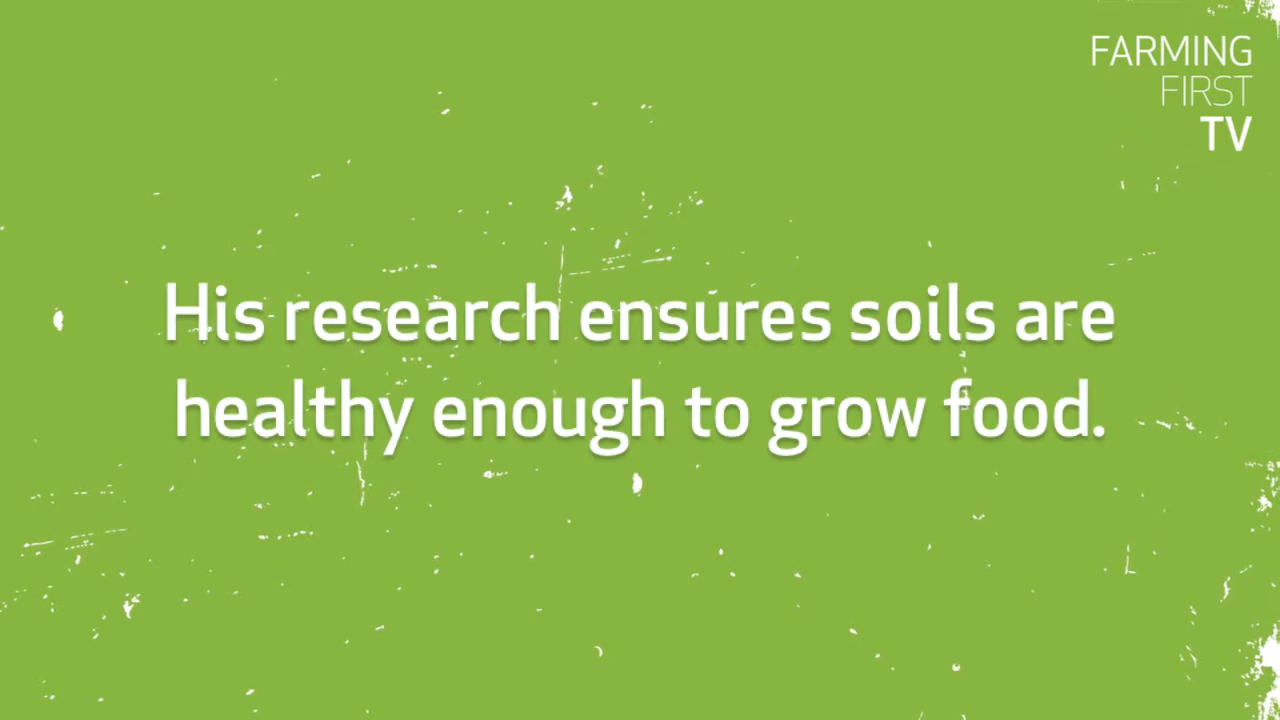 FARMING
FIRST
TV
His research ensures soils are
healthy enough to grow food.